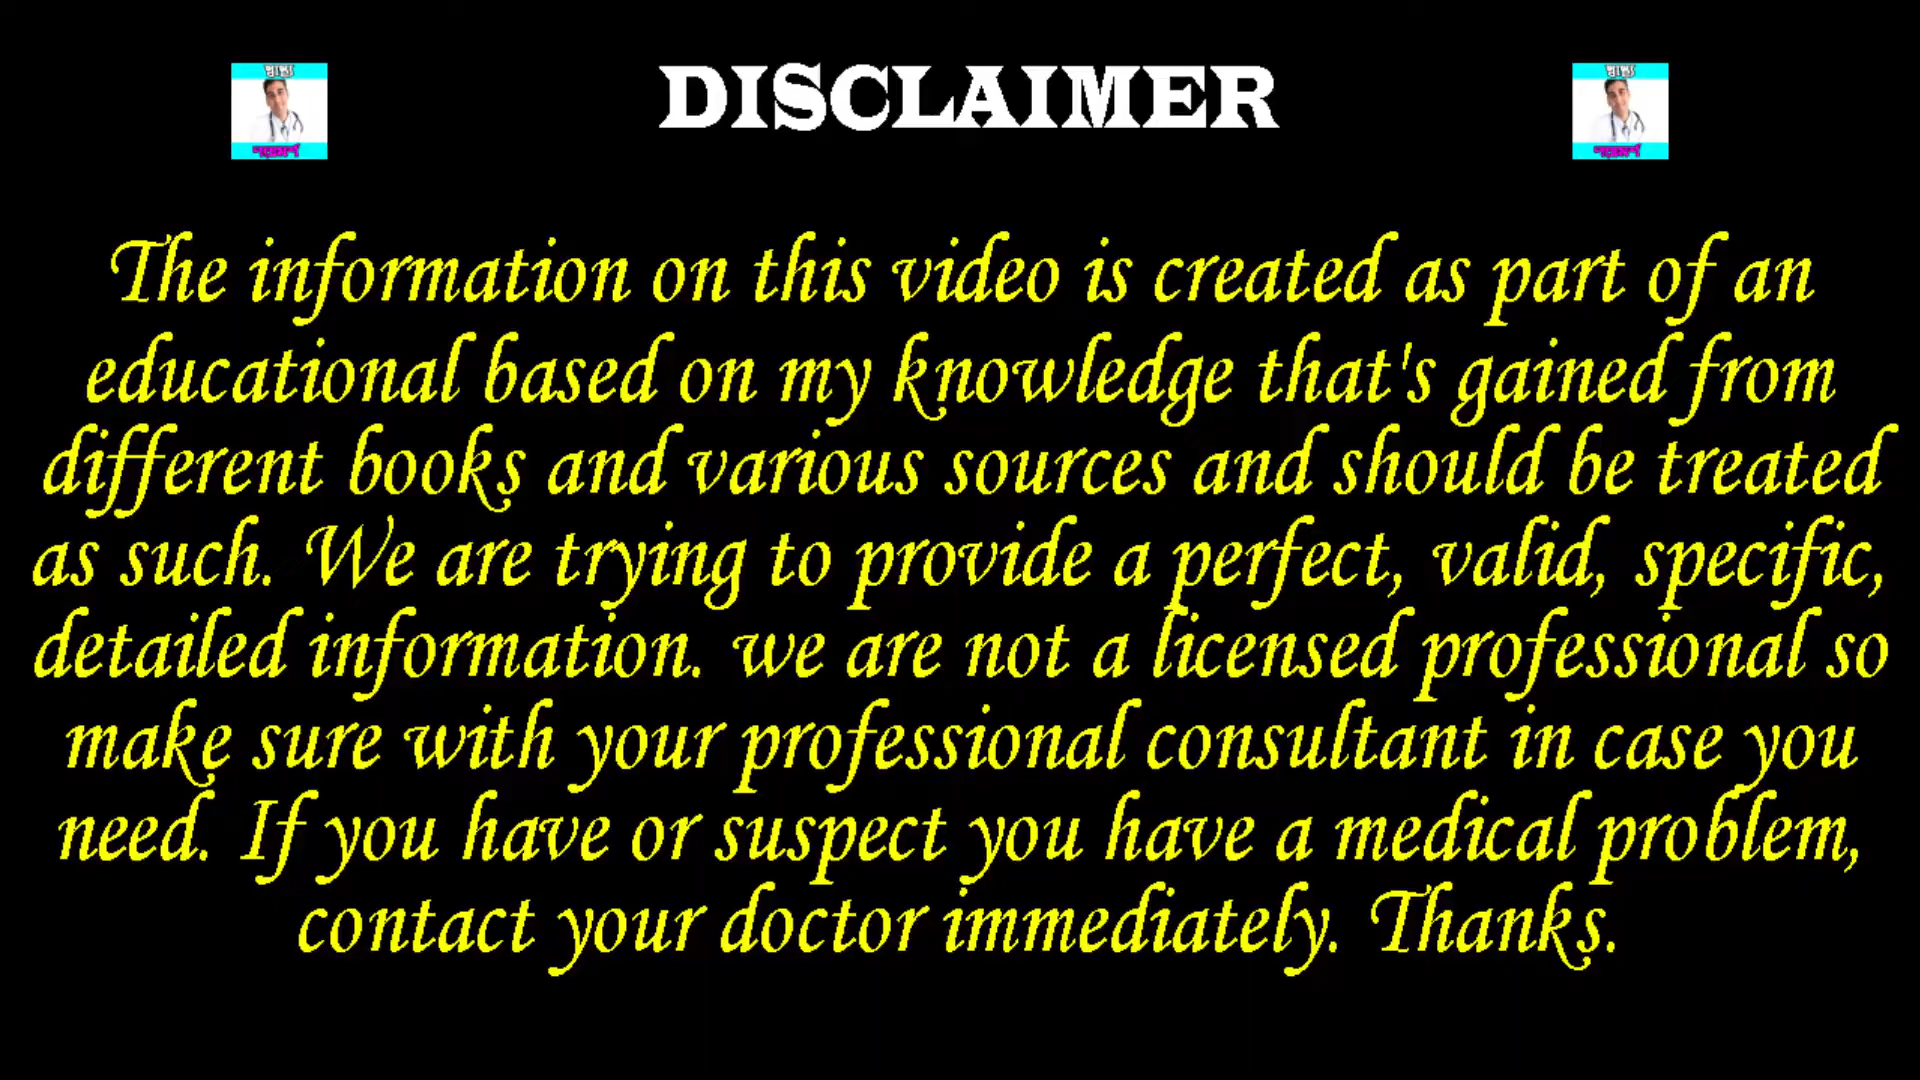 DISCLAIMER
The information on this video is created as part of an
educational based on my knowledge that's gained from
different books and various sources and should be treated
as such. We are trying to provide a perfect, valid, specific,
detailed information. we are not a licensed professional so
make sure with your professional consultant in case you
need. If you have or suspect you have a medical problem,
contact your doctor immediately. Thanks.